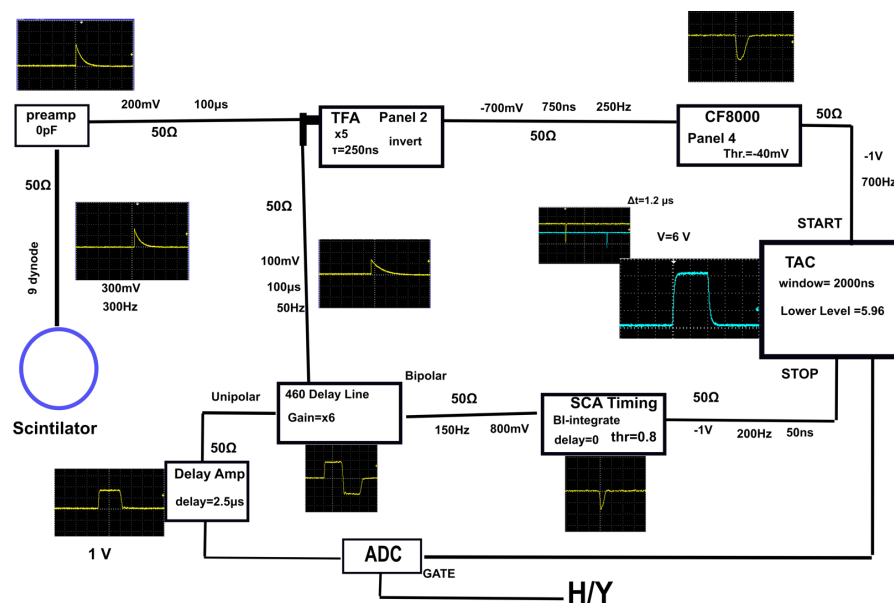 preamp
0pF
200mV 100µs
50Ω
TFA Panel 2
x5 invert
τ=250ns
-700mV 750ns 250Hz
50Ω
CF8000
Panel 4
Thr.=-40mV
50Ω
-1V
700Hz
START
50Ω
9 dynode
300mV
300Hz
Scintilator
50Ω
100mV
100µs
50Hz
Δt=1.2 µs
V=6 V
TAC
window= 2000ns
Lower Level =5.96
STOP
Unipolar
460 Delay Line
Gain=x6
Bipolar
50Ω
150Hz 800mV
SCA Timing
BI-integrate
delay=0 thr=0.8
50Ω
-1V 200Hz 50ns
50Ω
Delay Amp
delay=2.5µs
1 V
ADC
GATE
H/Y